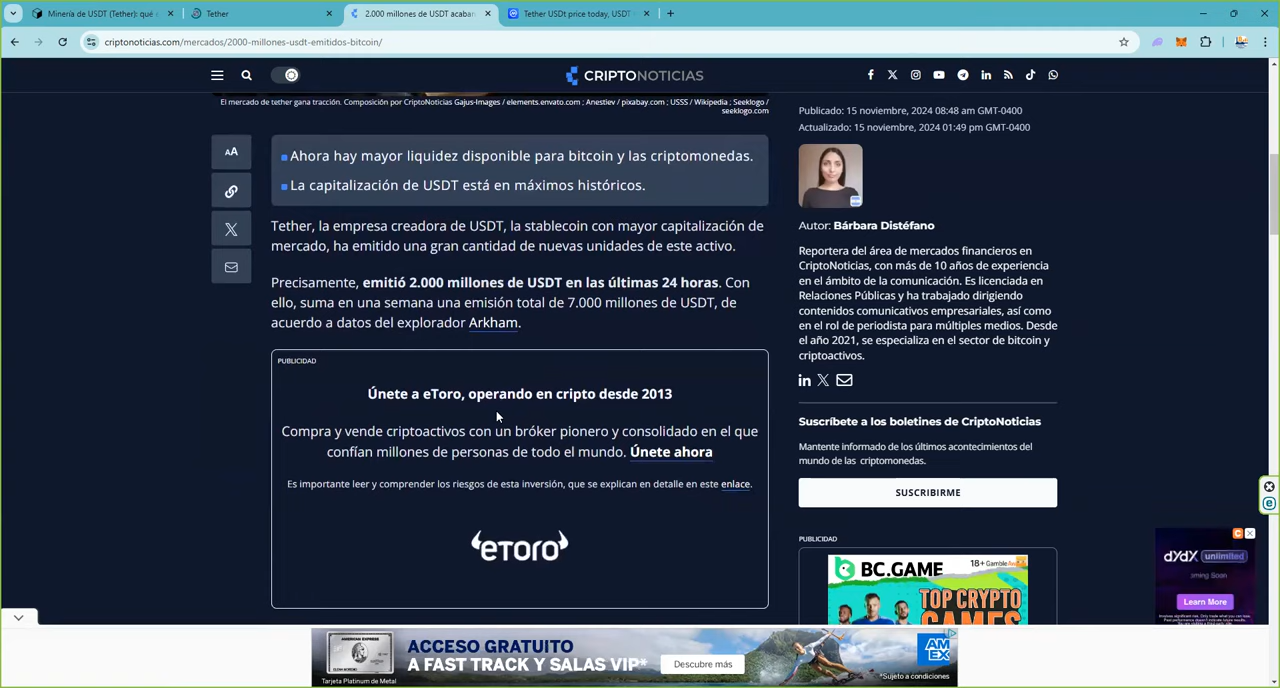 Minería de USDT (Tether): qué
Tether
2.000 millones de USDT acaban
Tether USDt price today, USDT
criptonoticias.com/mercados/2000-millones-usdt-emitidos-bitcoin/
CRIPTONOTICIAS
El mercado de tether gana tracción. Composición por CriptoNoticias Gajus-Images / elements.envato.com ; Anestiev / pixabay.com ; USSS / Wikipedia ; Seeklogo /
seeklogo.com
AA
Ahora hay mayor liquidez disponible para bitcoin y las criptomonedas.
La capitalización de USDT está en máximos históricos.
Tether, la empresa creadora de USDT, la stablecoin con mayor capitalización de
mercado, ha emitido una gran cantidad de nuevas unidades de este activo.
Precisamente, emitió 2.000 millones de USDT en las últimas 24 horas. Con
ello, suma en una semana una emisión total de 7.000 millones de USDT, de
acuerdo a datos del explorador Arkham.
PUBLICIDAD
Únete a eToro, operando en cripto desde 2013
Compra y vende criptoactivos con un bróker pionero y consolidado en el que
confían millones de personas de todo el mundo. Únete ahora
Es importante leer y comprender los riesgos de esta inversión, que se explican en detalle en este enlace.
eToro
Publicado: 15 noviembre, 2024 08:48 am GMT-0400
Actualizado: 15 noviembre, 2024 01:49 pm GMT-0400
Autor: Bárbara Distéfano
Reportera del área de mercados financieros en
CriptoNoticias, con más de 10 años de experiencia
en el ámbito de la comunicación. Es licenciada en
Relaciones Públicas y ha trabajado dirigiendo
contenidos comunicativos empresariales, así como
en el rol de periodista para múltiples medios. Desde
el año 2021, se especializa en el sector de bitcoin y
criptoactivos.
Suscríbete a los boletines de CriptoNoticias
Mantente informado de los últimos acontecimientos del
mundo de las criptomonedas.
SUSCRIBIRME
PUBLICIDAD
BC.GAME
18+
TOP CRYPTO
GAMES
dYdX unlimited
oming Soon
Learn More
AMERICAN EXPRESS
Tarjeta Platinum de Metal
ACCESO GRATUITO
A FAST TRACK Y SALAS VIP*
Descubre más
AM
EX
*Sujeto a condiciones